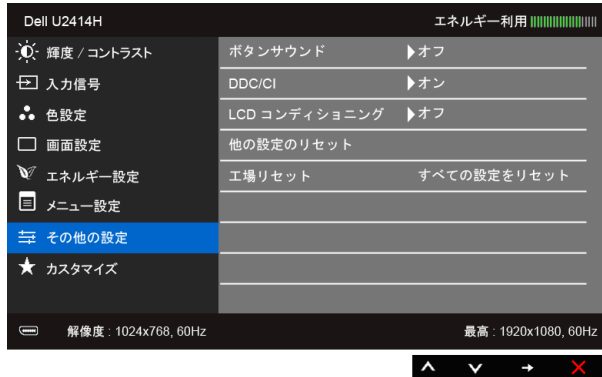 Dell U2414H エネルギー利用
輝度 / コントラスト ボタンサウンド オフ
入力信号 DDC/CI オン
色設定 LCD コンディショニング オフ
画面設定 他の設定のリセット
エネルギー設定 工場リセット すべての設定をリセット
メニュー設定
その他の設定
カスタマイズ
解像度 : 1024x768, 60Hz 最高 : 1920x1080, 60Hz